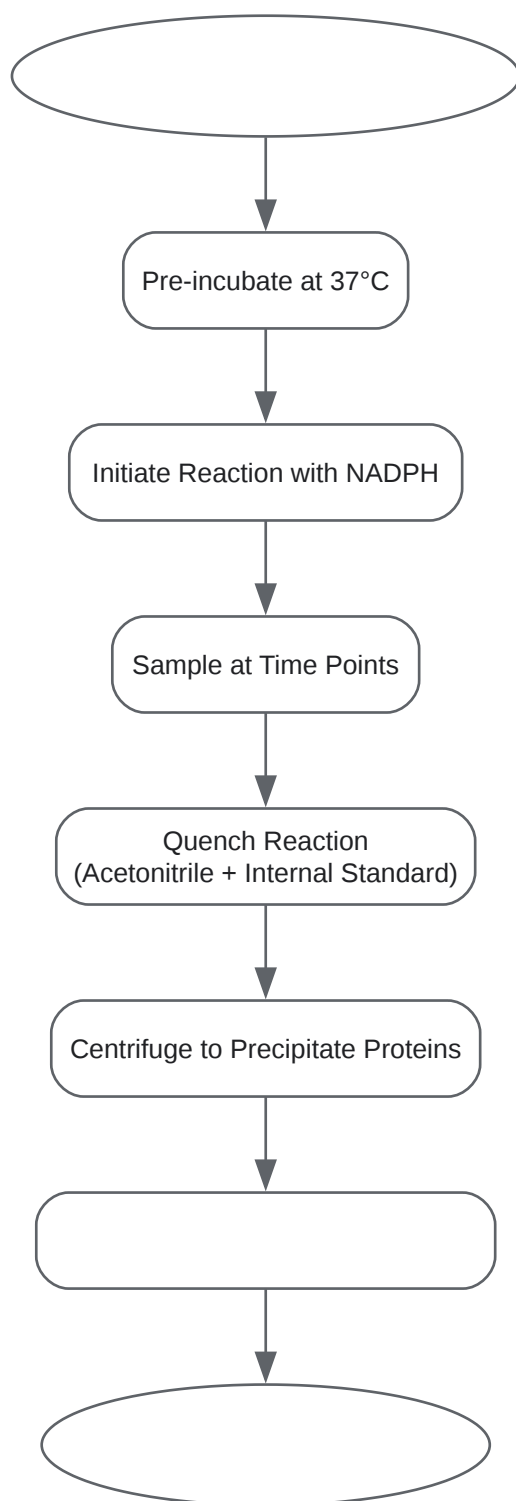 Pre-incubate at 37°C
Initiate Reaction with NADPH
Sample at Time Points
Quench Reaction
(Acetonitrile + Internal Standard)
Centrifuge to Precipitate Proteins